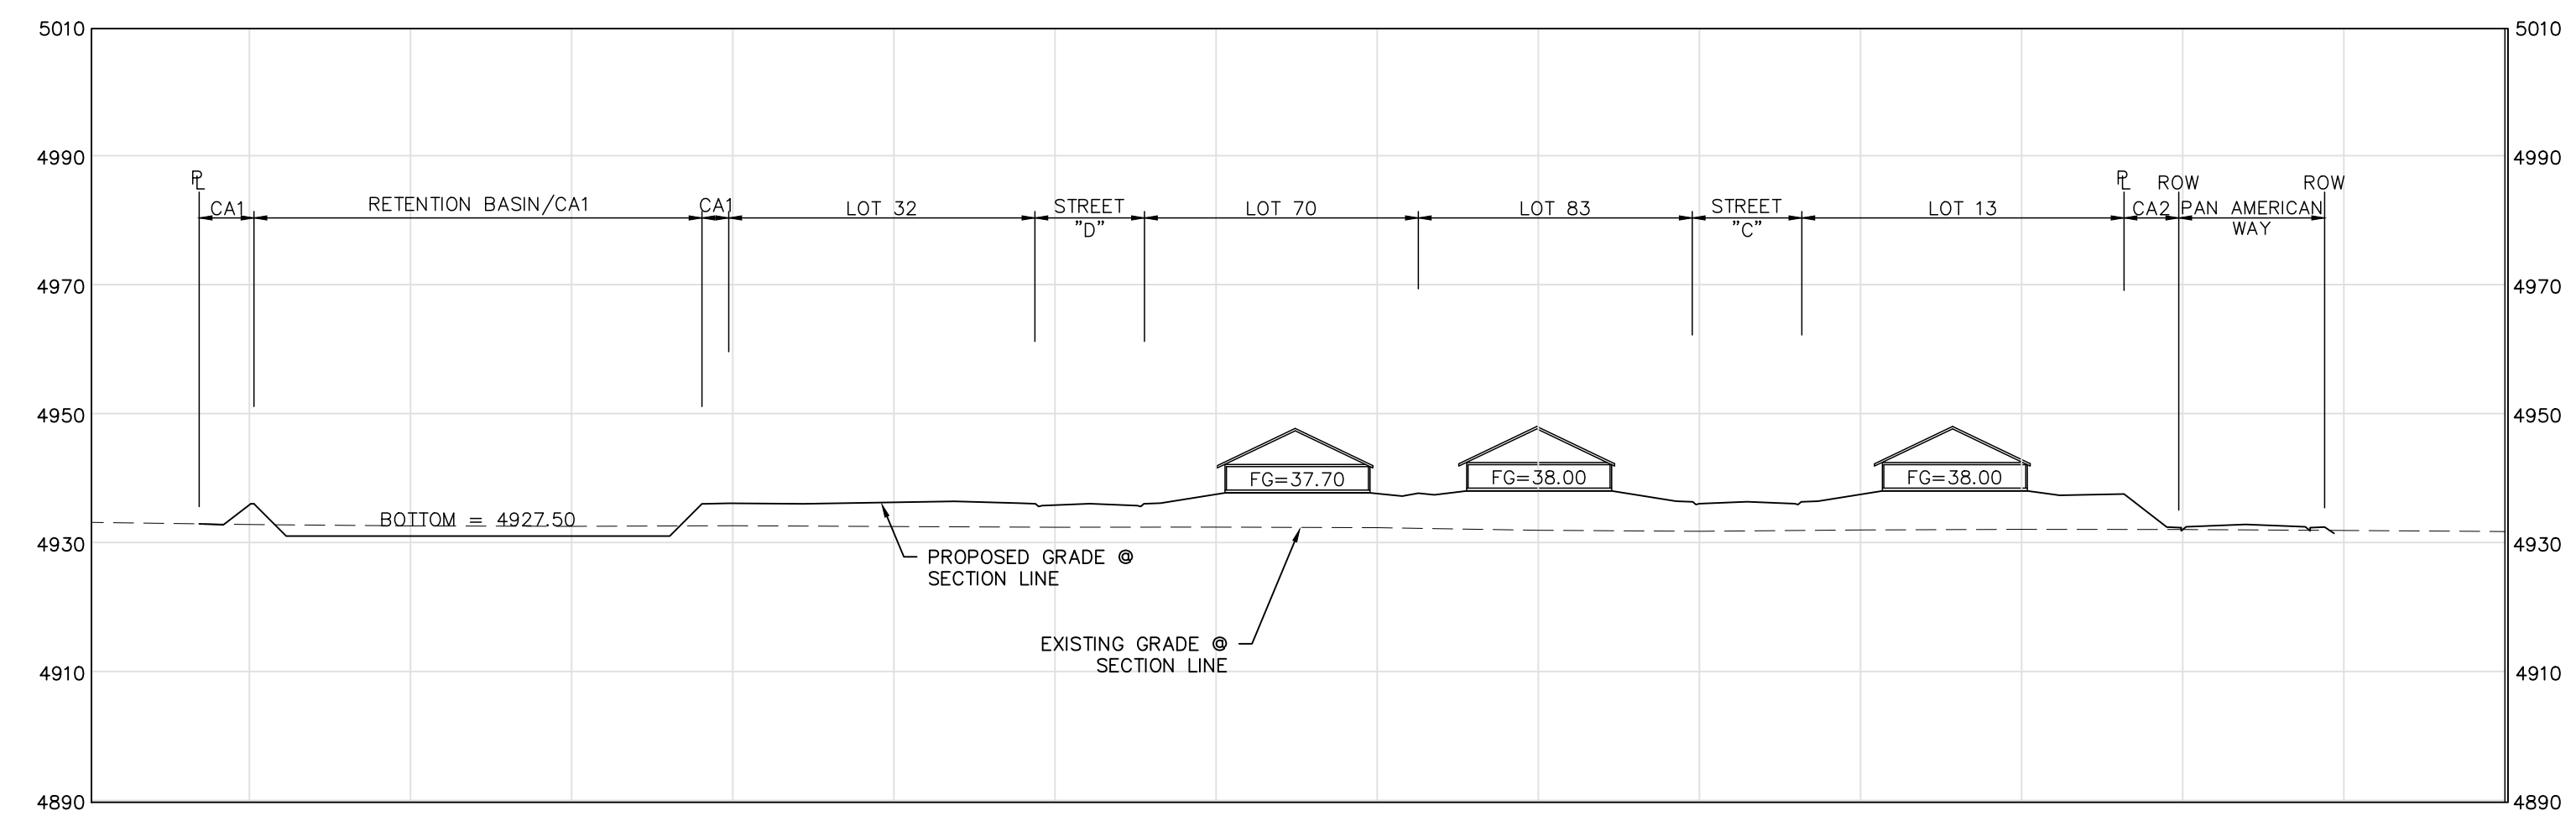 5010 5010
4990 4990
PL PL ROW ROW
CA1 RETENTION BASIN/CA1 CA1 LOT 32 STREET LOT 70 LOT 83 STREET LOT 13 CA2 PAN AMERICAN
"D" "C" WAY
4970 4970
4950 4950
FG=37.70 FG=38.00 FG=38.00
BOTTOM = 4927.50
4930 4930
PROPOSED GRADE @
SECTION LINE
EXISTING GRADE @
SECTION LINE
4910 4910
4890 4890